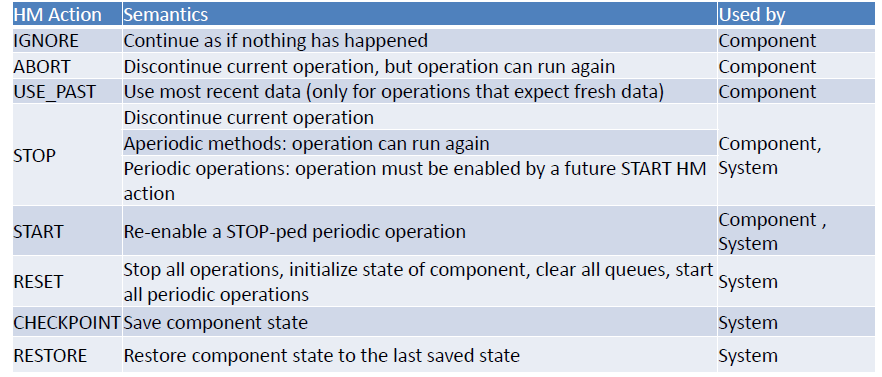 HM Action Semantics Used by
IGNORE Continue as if nothing has happened Component
ABORT Discontinue current operation, but operation can run again Component
USE_PAST Use most recent data (only for operations that expect fresh data) Component
STOP
Discontinue current operation
Aperiodic methods: operation can run again
Periodic operations: operation must be enabled by a future START HM
action
Component,
System
START Re-enable a STOP-ped periodic operation
Component ,
System
RESET
Stop all operations, initialize state of component, clear all queues, start
all periodic operations
System
CHECKPOINT Save component state System
RESTORE Restore component state to the last saved state System